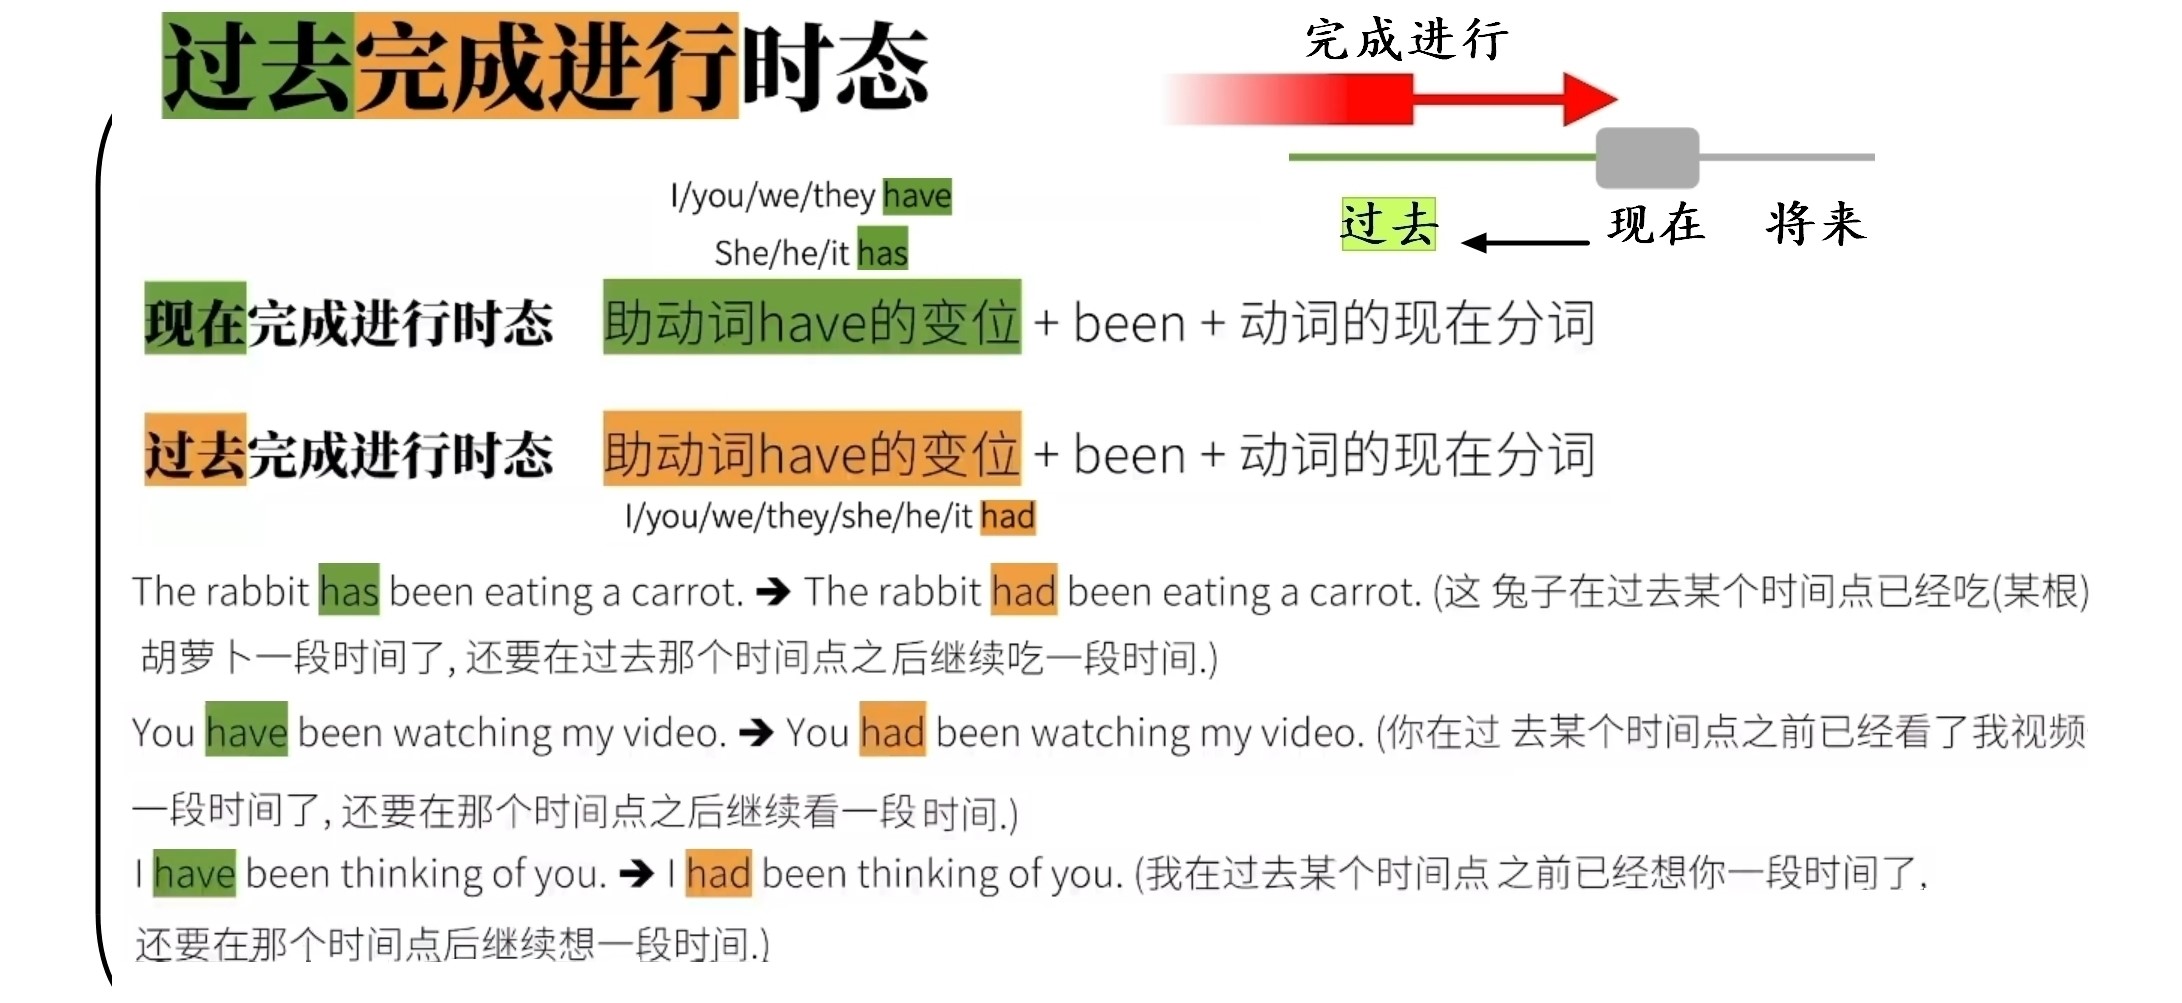 过去完成进行时态
完成进行
过去 现在 将来
I/you/we/they have
She/he/it has
现在完成进行时态 助动词have的变位 + been + 动词的现在分词
过去完成进行时态 助动词have的变位 + been + 动词的现在分词
I/you/we/they/she/he/it had
The rabbit has been eating a carrot. ➔ The rabbit had been eating a carrot. (这 兔子在过去某个时间点已经吃(某根)
胡萝卜一段时间了, 还要在过去那个时间点之后继续吃一段时间.)
You have been watching my video. ➔ You had been watching my video. (你在过 去某个时间点之前已经看了我视频
一段时间了, 还要在那个时间点之后继续看一段时间.)
I have been thinking of you. ➔ I had been thinking of you. (我在过去某个时间点 之前已经想你一段时间了,
还要在那个时间点后继续想一段时间.)